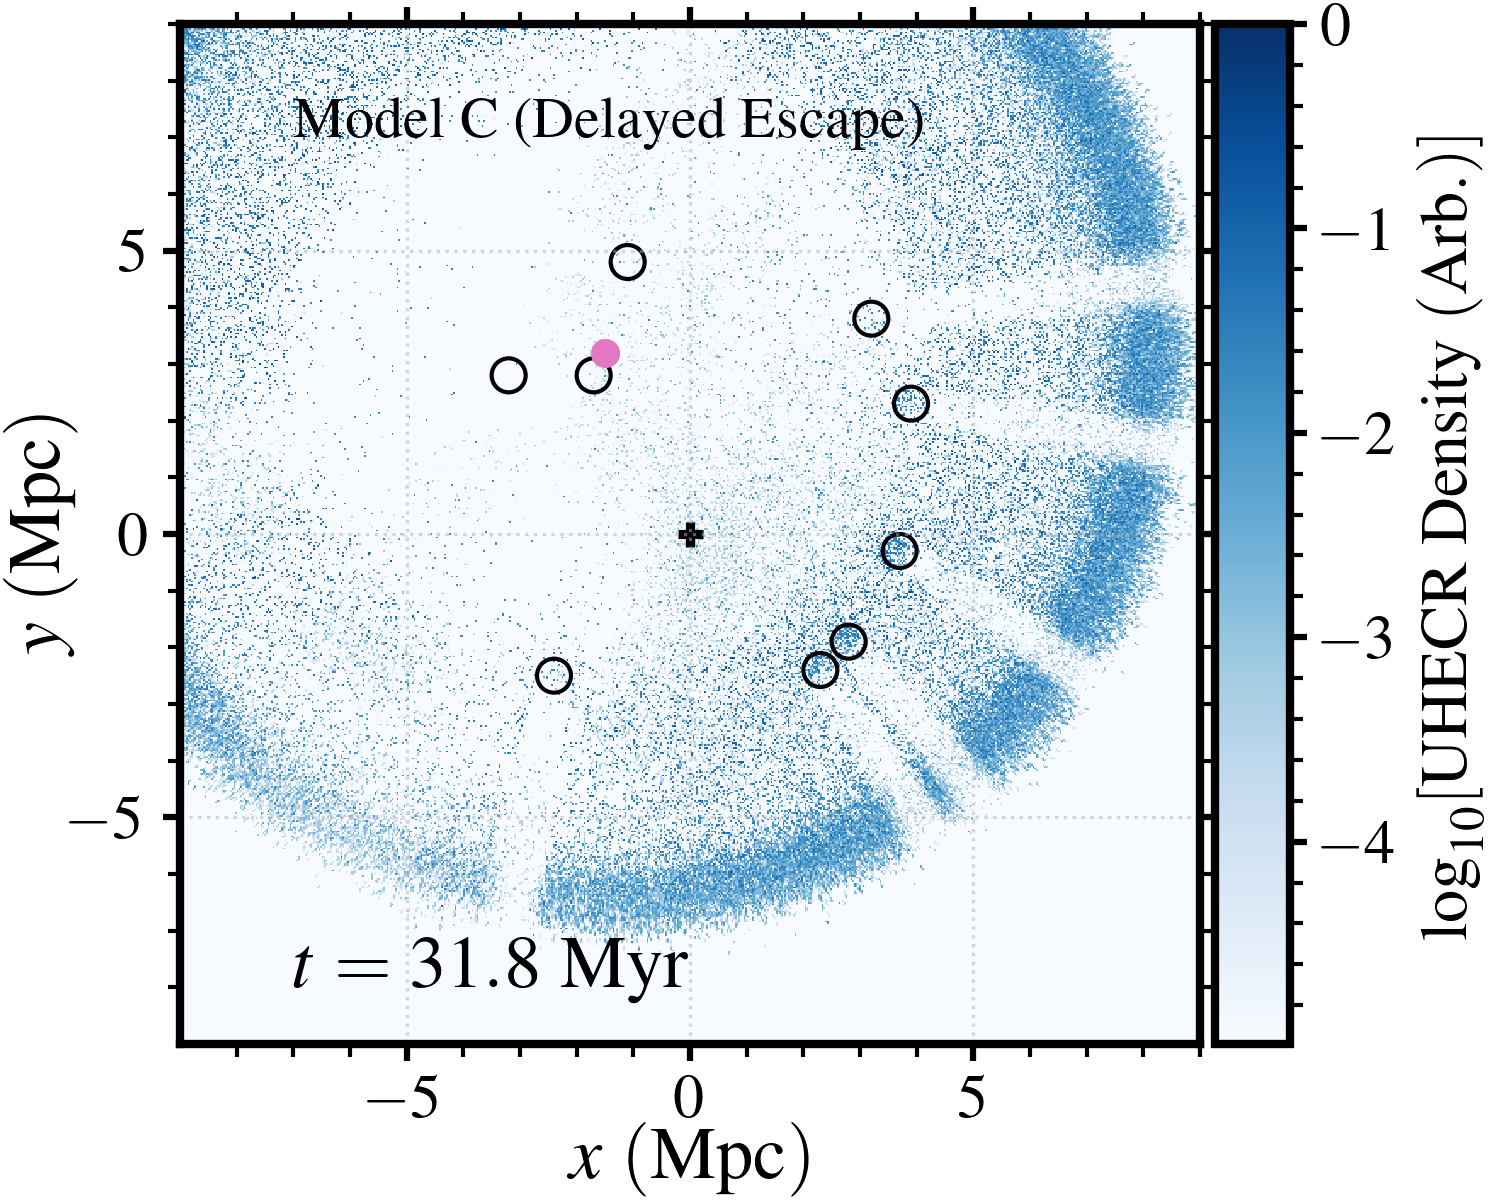 Model C (Delayed Escape)
t = 31.8 Myr
5
0
−5
y (Mpc)
−5
0
5
x (Mpc)
0
−1
−2
−3
−4
log₁₀[UHECR Density (Arb.)]